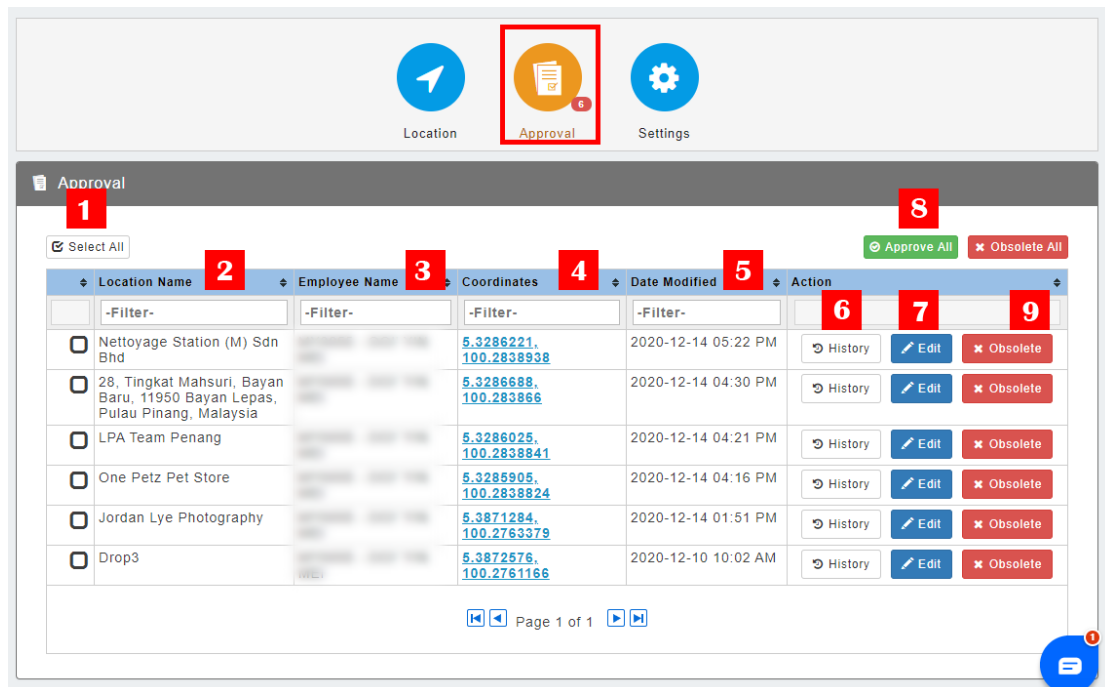 6
Location Approval Settings
Approval
1 8
Select All Approve All Obsolete All
Location Name 2 Employee Name 3 Coordinates 4 Date Modified 5 Action
-Filter- -Filter- -Filter- -Filter- 6 7 9
Nettoyage Station (M) Sdn 5.3286221, 2020-12-14 05:22 PM History Edit Obsolete
Bhd 100.2838938
28, Tingkat Mahsuri, Bayan 5.3286688, 2020-12-14 04:30 PM History Edit Obsolete
Baru, 11950 Bayan Lepas, 100.283866
Pulau Pinang, Malaysia
LPA Team Penang 5.3286025, 2020-12-14 04:21 PM History Edit Obsolete
100.2838841
One Petz Pet Store 5.3285905, 2020-12-14 04:16 PM History Edit Obsolete
100.2838824
Jordan Lye Photography 5.3871284, 2020-12-14 01:51 PM History Edit Obsolete
100.2763379
Drop3 5.3872576, 2020-12-10 10:02 AM History Edit Obsolete
100.2761166
Page 1 of 1
1